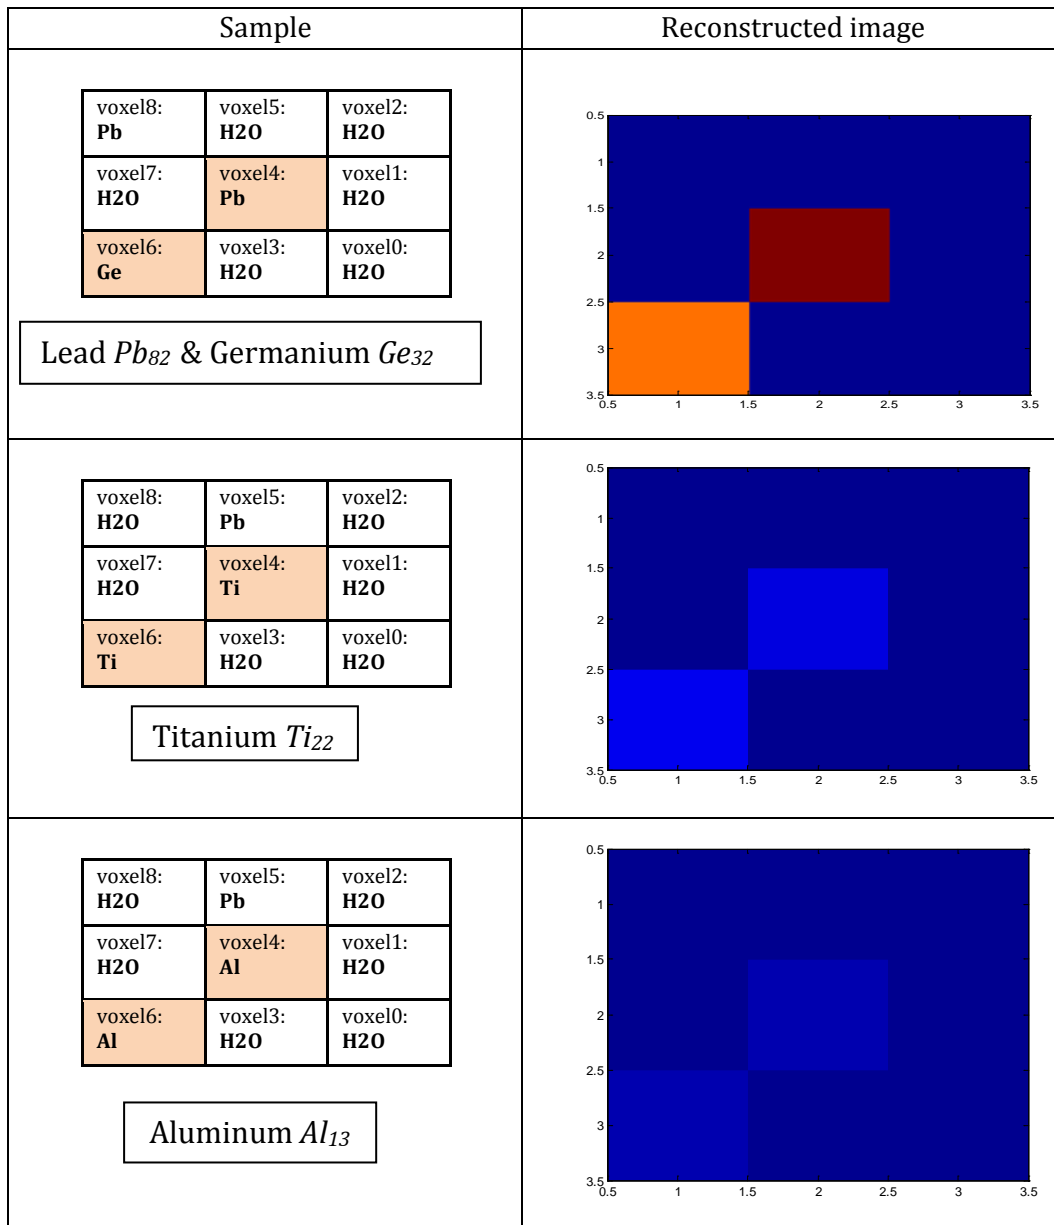 Sample
Reconstructed image
voxel8: voxel5: voxel2:
Pb H2O H2O
voxel7: voxel4: voxel1:
H2O Pb H2O
voxel6: voxel3: voxel0:
Ge H2O H2O
Lead Pb82 & Germanium Ge32
0.5
1
1.5
2
2.5
3
3.5
0.5 1 1.5 2 2.5 3 3.5
voxel8: voxel5: voxel2:
H2O Pb H2O
voxel7: voxel4: voxel1:
H2O Ti H2O
voxel6: voxel3: voxel0:
Ti H2O H2O
Titanium Ti22
0.5
1
1.5
2
2.5
3
3.5
0.5 1 1.5 2 2.5 3 3.5
voxel8: voxel5: voxel2:
H2O Pb H2O
voxel7: voxel4: voxel1:
H2O Al H2O
voxel6: voxel3: voxel0:
Al H2O H2O
Aluminum Al13
0.5
1
1.5
2
2.5
3
3.5
0.5 1 1.5 2 2.5 3 3.5